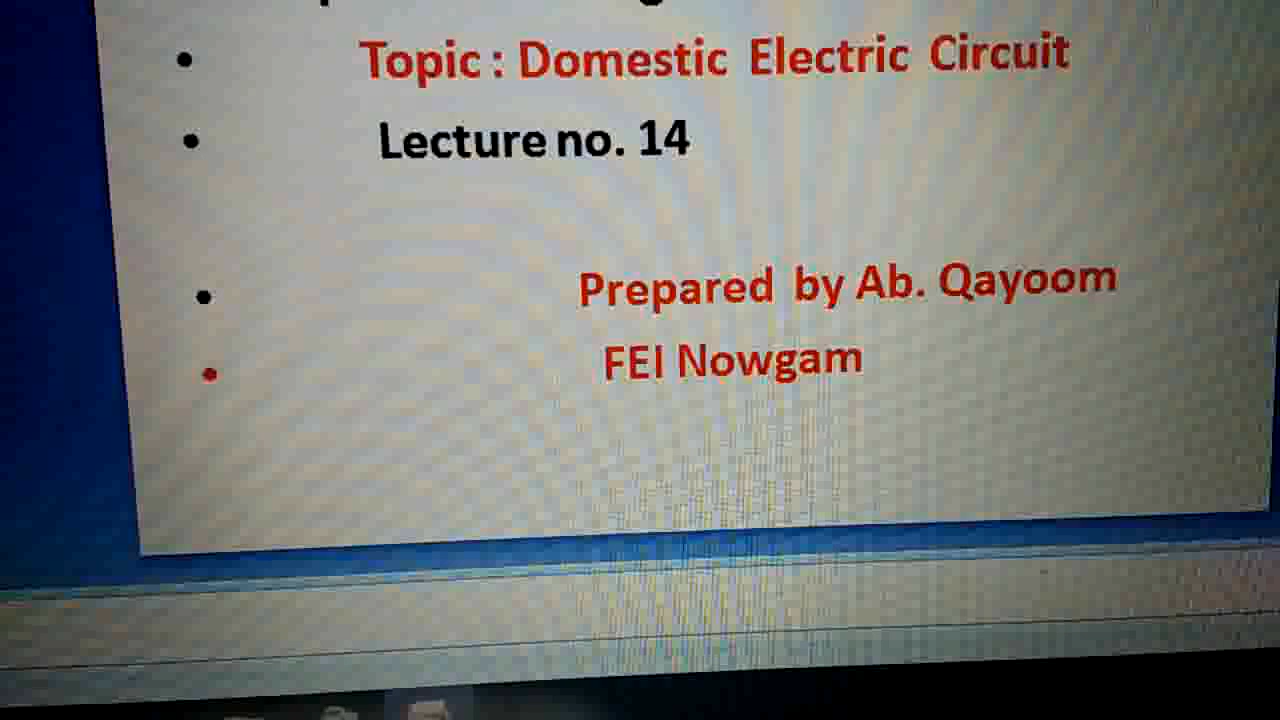 Topic : Domestic Electric Circuit
Lecture no. 14
Prepared by Ab. Qayoom
FEI Nowgam